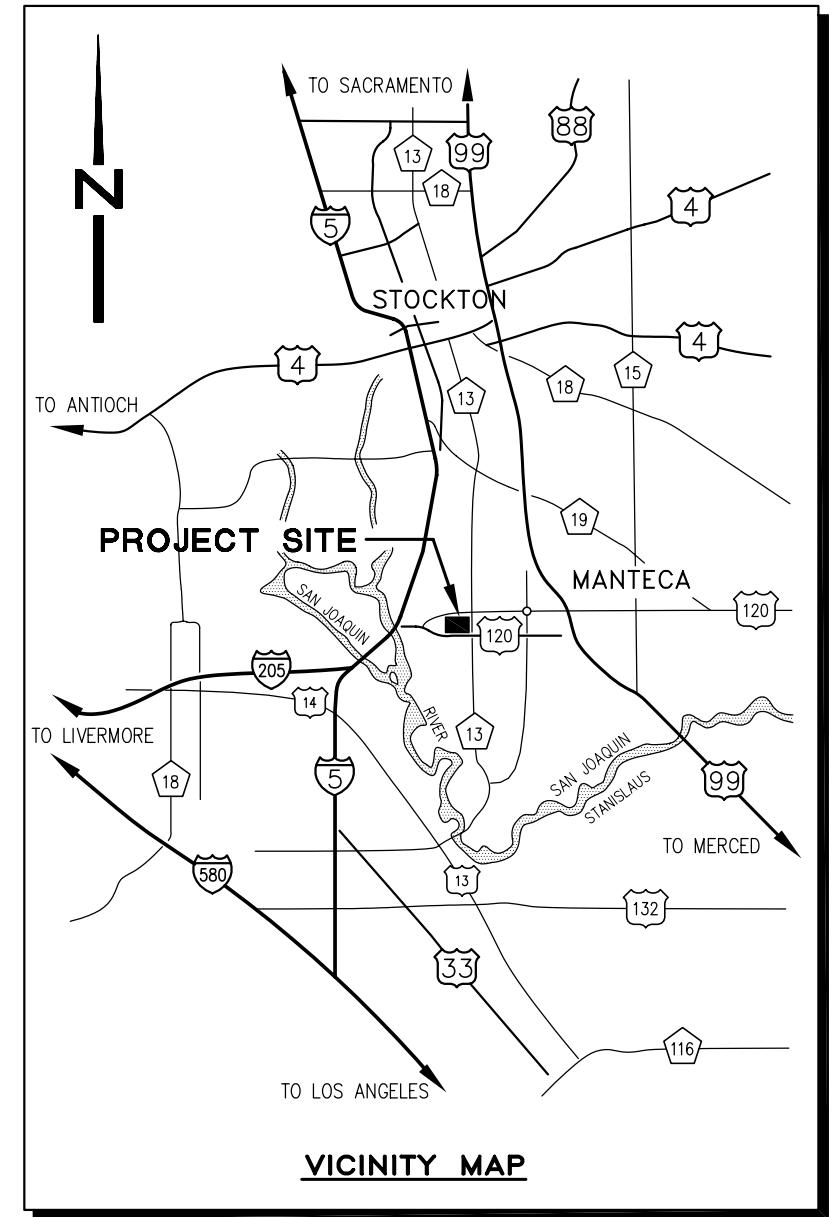 TO SACRAMENTO
88
13
99
N
18
4
5
STOCKTON
4
4
15
18
13
TO ANTIOCH
19
PROJECT SITE
MANTECA
SAN JOAQUIN
120
120
205
14
RIVER
TO LIVERMORE
13
SAN JOAQUIN
18
5
STANISLAUS
99
TO MERCED
580
13
132
33
116
TO LOS ANGELES
VICINITY MAP